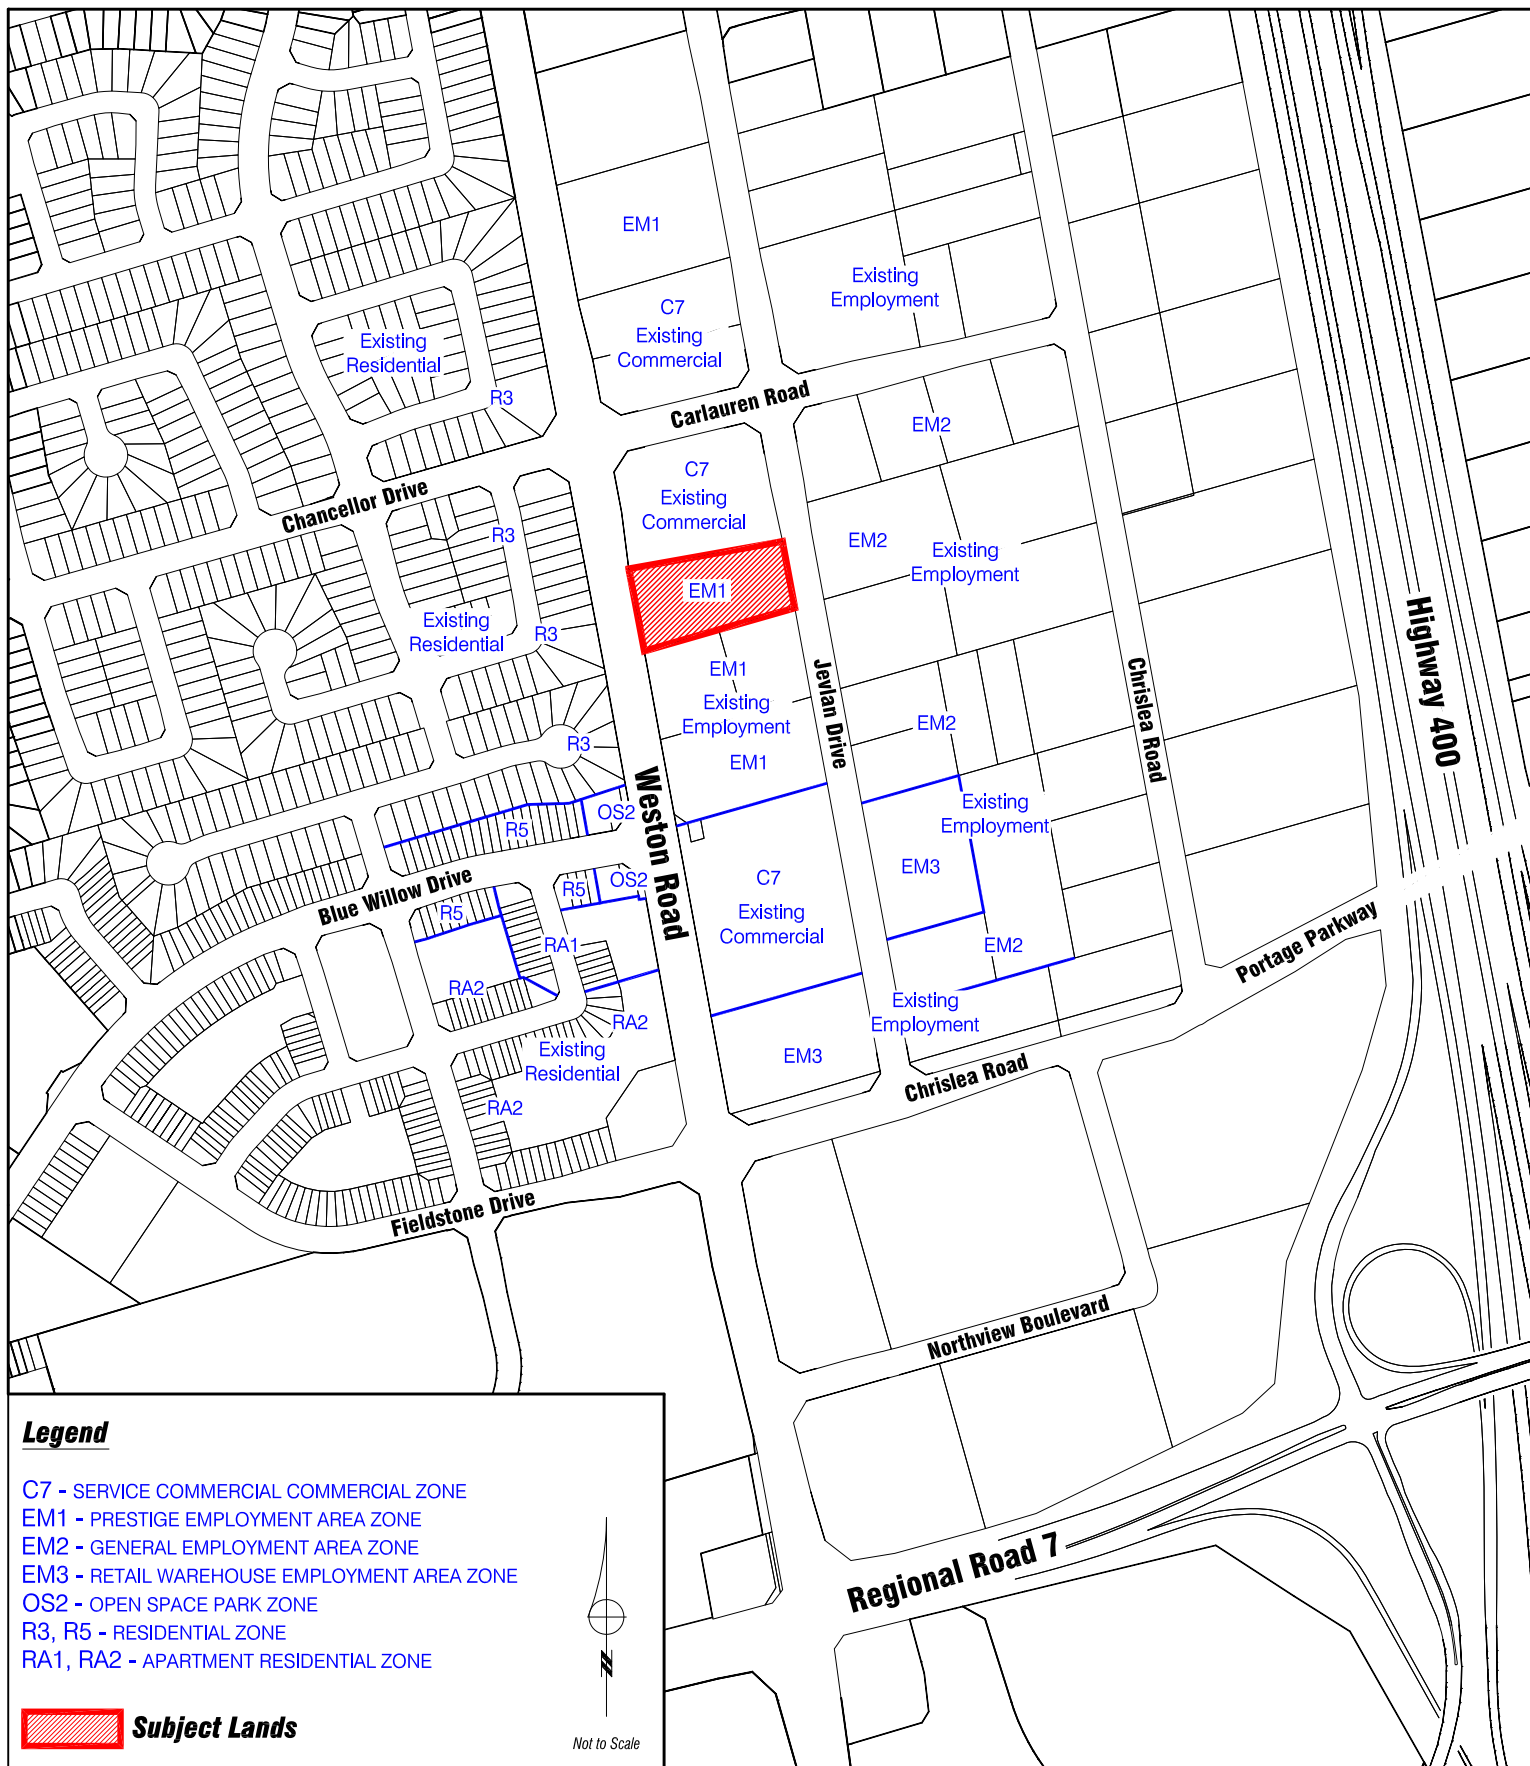 EM1
C7
Existing
Commercial
Existing
Employment
Existing
Residential
R3
Carlauren Road
EM2
C7
Existing
Commercial
Chancellor Drive
R3
EM2
Existing
Employment
EM1
Existing
Residential
R3
EM1
Existing
Employment
EM1
Jevlan Drive
EM2
Chrislea Road
Highway 400
R3
Weston Road
OS2
R5
Existing
Employment
EM3
C7
Existing
Commercial
Blue Willow Drive
R5
OS2
R5
RA1
EM2
Portage Parkway
RA2
RA2
Existing
Employment
Existing
Residential
EM3
Chrislea Road
RA2
Fieldstone Drive
Northview Boulevard
Regional Road 7
Legend
C7 - SERVICE COMMERCIAL COMMERCIAL ZONE
EM1 - PRESTIGE EMPLOYMENT AREA ZONE
EM2 - GENERAL EMPLOYMENT AREA ZONE
EM3 - RETAIL WAREHOUSE EMPLOYMENT AREA ZONE
OS2 - OPEN SPACE PARK ZONE
R3, R5 - RESIDENTIAL ZONE
RA1, RA2 - APARTMENT RESIDENTIAL ZONE
Subject Lands
N
Not to Scale